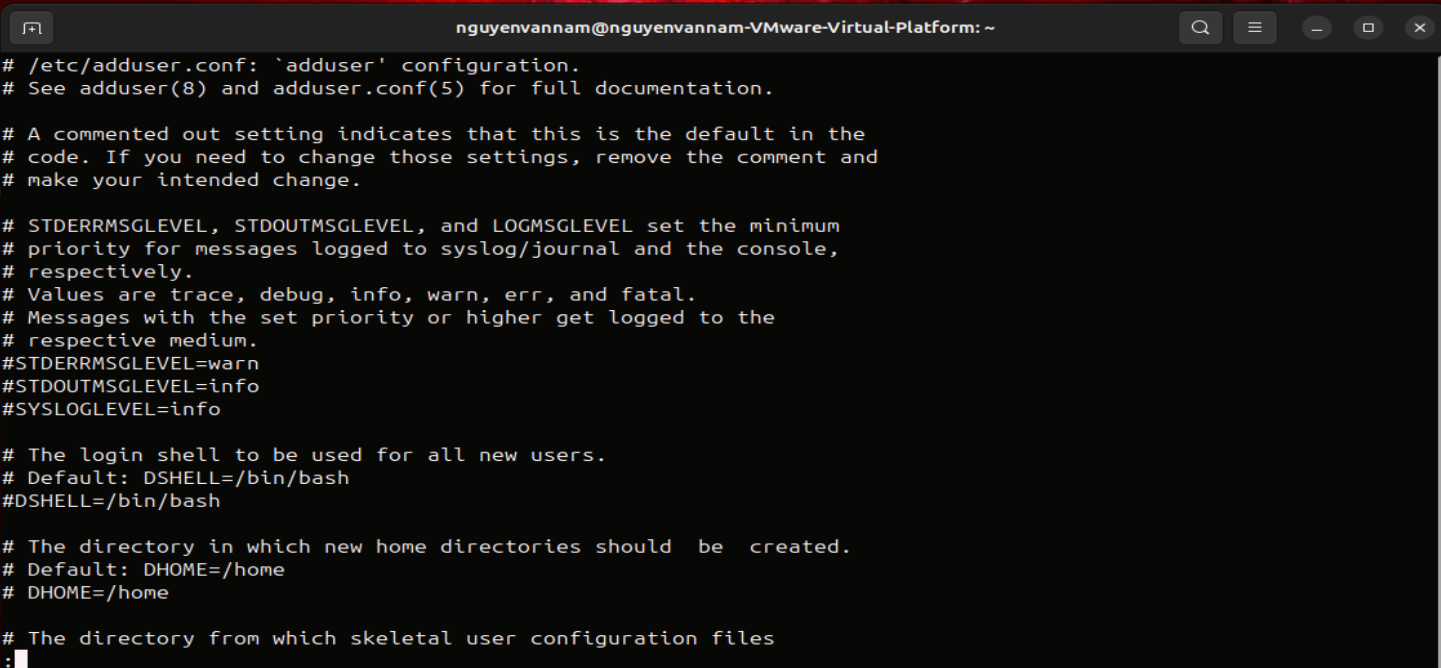 nguyenvannam@nguyenvannam-VMware-Virtual-Platform: ~
# /etc/adduser.conf: `adduser' configuration.
# See adduser(8) and adduser.conf(5) for full documentation.
# A commented out setting indicates that this is the default in the
# code. If you need to change those settings, remove the comment and
# make your intended change.
# STDERRMSGLEVEL, STDOUTMSGLEVEL, and LOGMSGLEVEL set the minimum
# priority for messages logged to syslog/journal and the console,
# respectively.
# Values are trace, debug, info, warn, err, and fatal.
# Messages with the set priority or higher get logged to the
# respective medium.
#STDERRMSGLEVEL=warn
#STDOUTMSGLEVEL=info
#SYSLOGLEVEL=info
# The login shell to be used for all new users.
# Default: DSHELL=/bin/bash
#DSHELL=/bin/bash
# The directory in which new home directories should  be  created.
# Default: DHOME=/home
# DHOME=/home
# The directory from which skeletal user configuration files
: